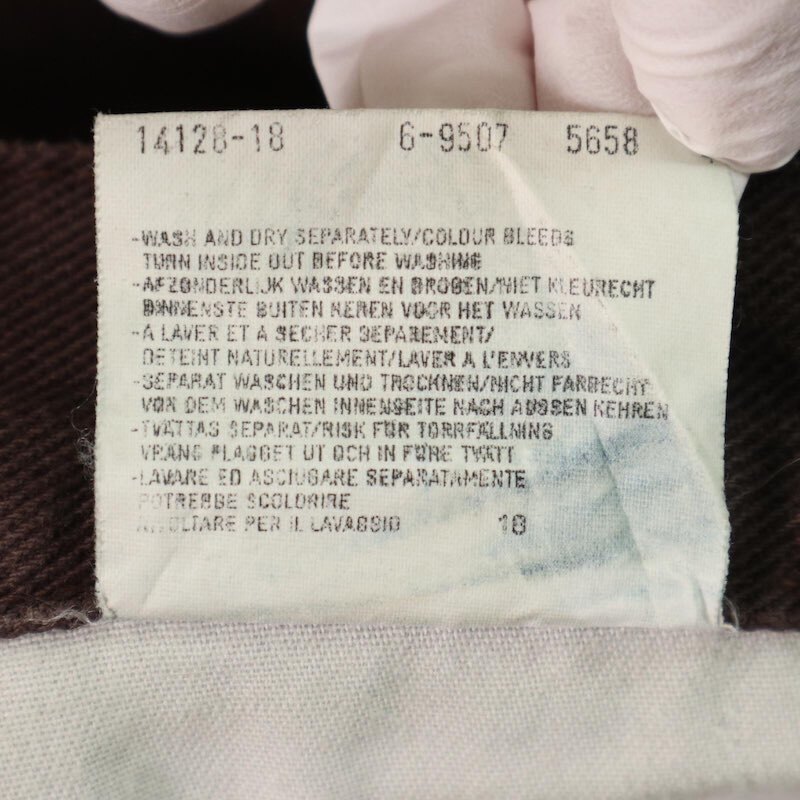 14128-18 6-9507 5658
-WASH AND DRY SEPARATELY/COLOUR BLEEDS
TURN INSIDE OUT BEFORE WASHING
-AFZONDERLIJK WASSEN EN DROGEN/NIET KLEURECHT
BINNENSTE BUITEN KEREN VOOR HET WASSEN
-A LAVER ET A SECHER SEPAREMENT/
DETEINT NATURELLEMENT/LAVER A L'ENVERS
-SEPARAT WASCHEN UND TROCKNEN/NICHT FARBECHT
VOR DEM WASCHEN INNENSEITE NACH AUSSEN KEHREN
-TVÄTTAS SEPARAT/RISK FÜR TORRFÄLLNING
VRÄNG PLAGGET UT OCH IN FÜRE TVÄTT
-LAVARE ED ASCIUGARE SEPARATAMENTE
POTREBBE SCOLORIRE
PER IL LAVAGGIO 18